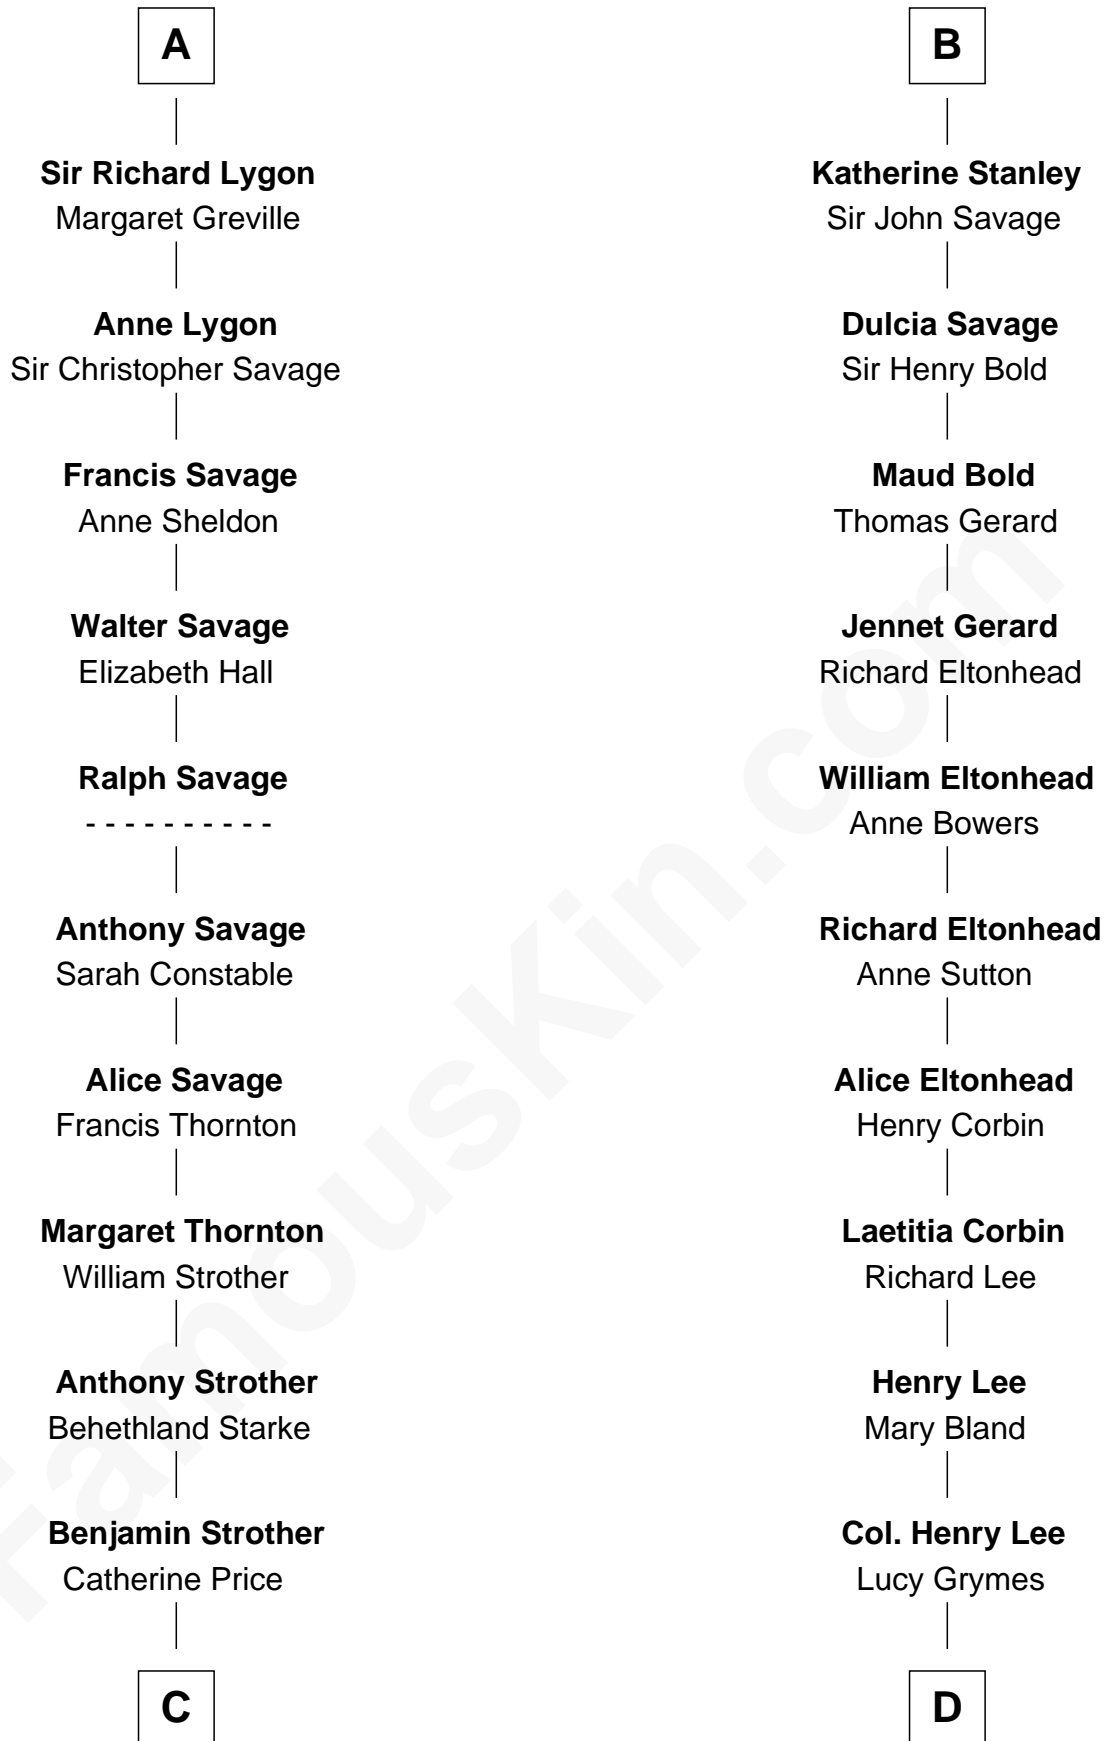 A
Sir Richard Lygon
Margaret Greville
Anne Lygon
Sir Christopher Savage
Francis Savage
Anne Sheldon
Walter Savage
Elizabeth Hall
Ralph Savage
- - - - - - - - - -
Anthony Savage
Sarah Constable
Alice Savage
Francis Thornton
Margaret Thornton
William Strother
Anthony Strother
Behethland Starke
Benjamin Strother
Catherine Price
C
B
Katherine Stanley
Sir John Savage
Dulcia Savage
Sir Henry Bold
Maud Bold
Thomas Gerard
Jennet Gerard
Richard Eltonhead
William Eltonhead
Anne Bowers
Richard Eltonhead
Anne Sutton
Alice Eltonhead
Henry Corbin
Laetitia Corbin
Richard Lee
Henry Lee
Mary Bland
Col. Henry Lee
Lucy Grymes
D
FamousKin.com